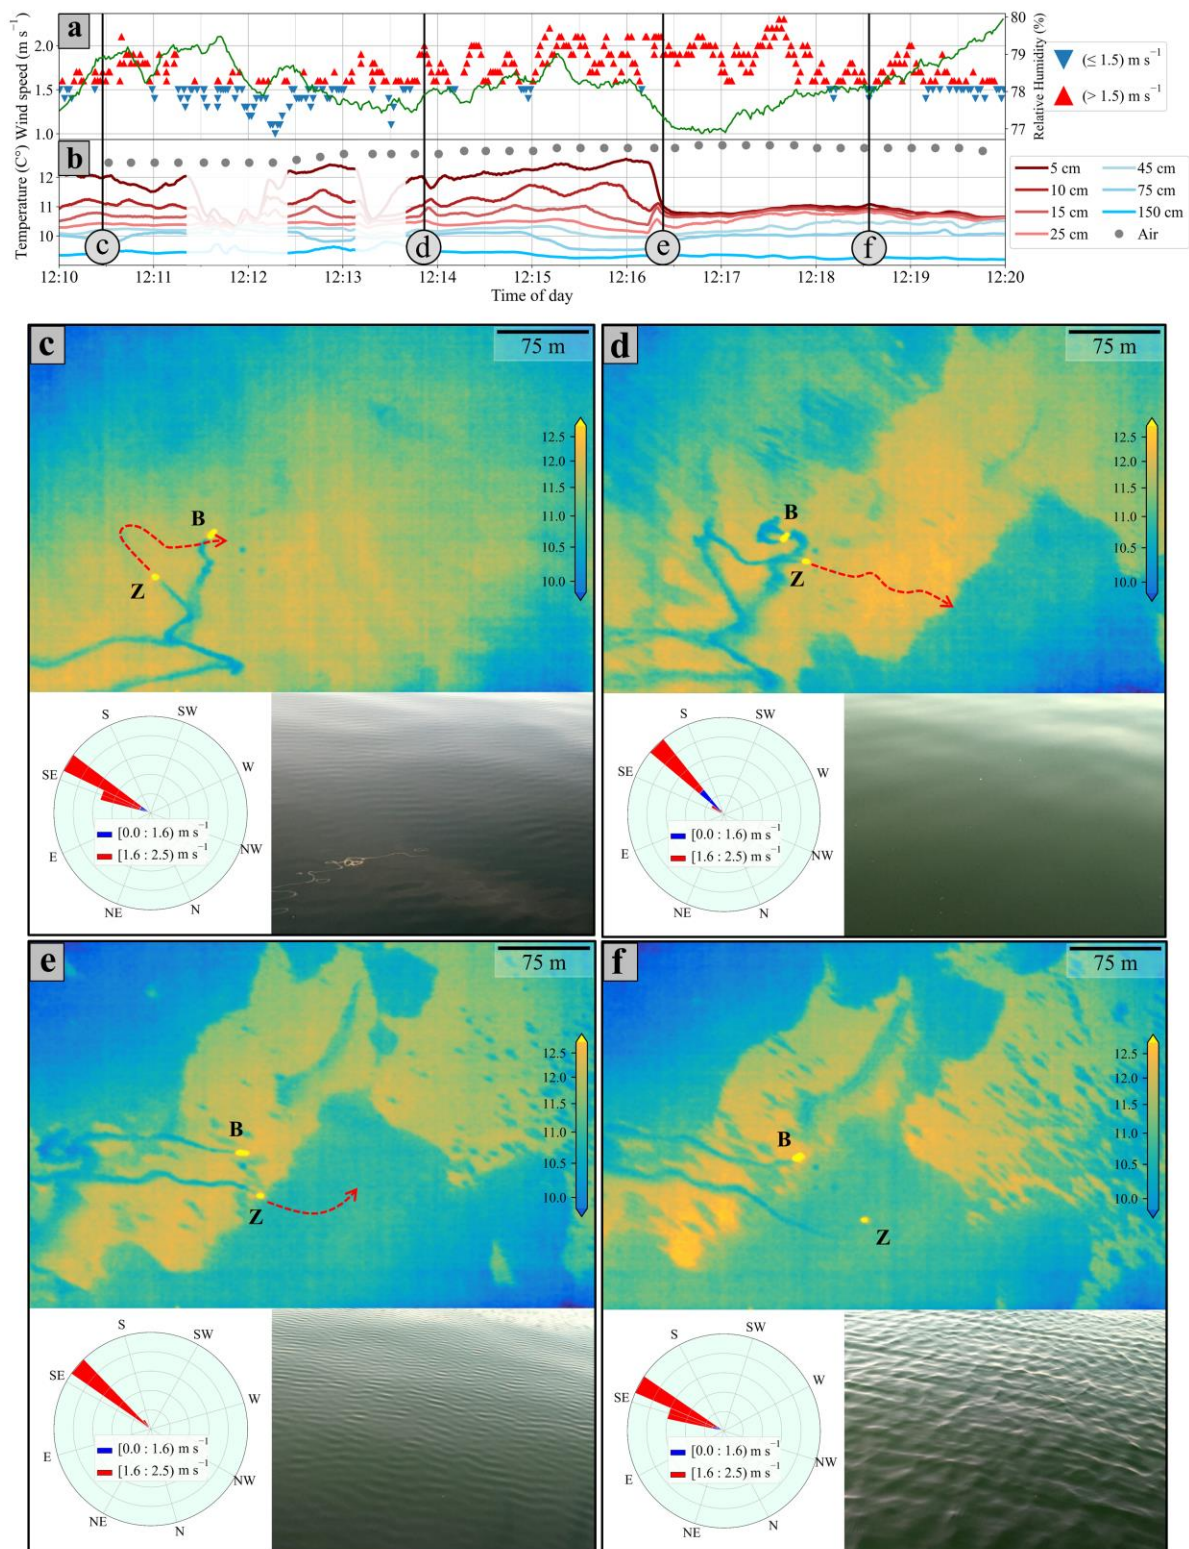 a
Wind speed (m s⁻¹)
2.0
1.5
1.0
80
79
78
77
Relative Humidity (%)
(≤ 1.5) m s⁻¹
(> 1.5) m s⁻¹
b
Temperature (C°)
12
11
10
c
d
e
f
12:10
12:11
12:12
12:13
12:14
12:15
12:16
12:17
12:18
12:19
12:20
Time of day
5 cm
45 cm
10 cm
75 cm
15 cm
150 cm
25 cm
Air
c
75 m
12.5
12.0
11.5
11.0
10.5
10.0
B
Z
S
SW
SE
W
E
NW
NE
N
[0.0 : 1.6) m s⁻¹
[1.6 : 2.5) m s⁻¹
d
75 m
12.5
12.0
11.5
11.0
10.5
10.0
B
Z
S
SW
SE
W
E
NW
NE
N
[0.0 : 1.6) m s⁻¹
[1.6 : 2.5) m s⁻¹
e
75 m
12.5
12.0
11.5
11.0
10.5
10.0
B
Z
S
SW
SE
W
E
NW
NE
N
[0.0 : 1.6) m s⁻¹
[1.6 : 2.5) m s⁻¹
f
75 m
12.5
12.0
11.5
11.0
10.5
10.0
B
Z
S
SW
SE
W
E
NW
NE
N
[0.0 : 1.6) m s⁻¹
[1.6 : 2.5) m s⁻¹